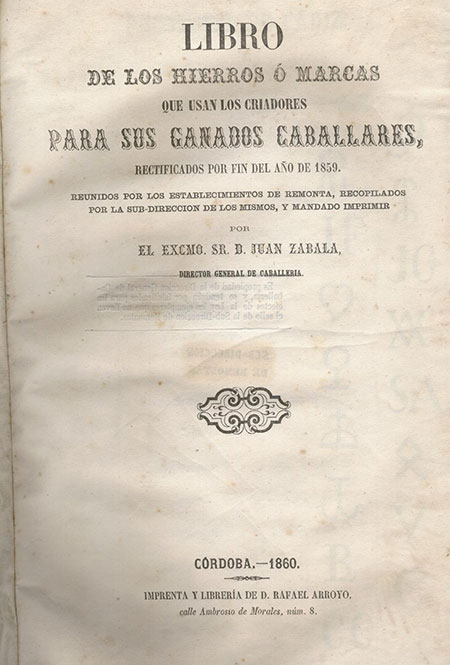 LIBRO
DE LOS HIERROS Ó MARCAS
QUE USAN LOS CRIADORES
PARA SUS GANADOS CABALLARES,
RECTIFICADOS POR FIN DEL AÑO DE 1859.
REUNIDOS POR LOS ESTABLECIMIENTOS DE REMONTA, RECOPILADOS
POR LA SUB-DIRECCION DE LOS MISMOS, Y MANDADO IMPRIMIR
POR
EL EXCMO. SR. D. JUAN ZABALA,
DIRECTOR GENERAL DE CABALLERIA.
CÓRDOBA.—1860.
IMPRENTA Y LIBRERÍA DE D. RAFAEL ARROYO,
calle Ambrosio de Morales, núm. 8.